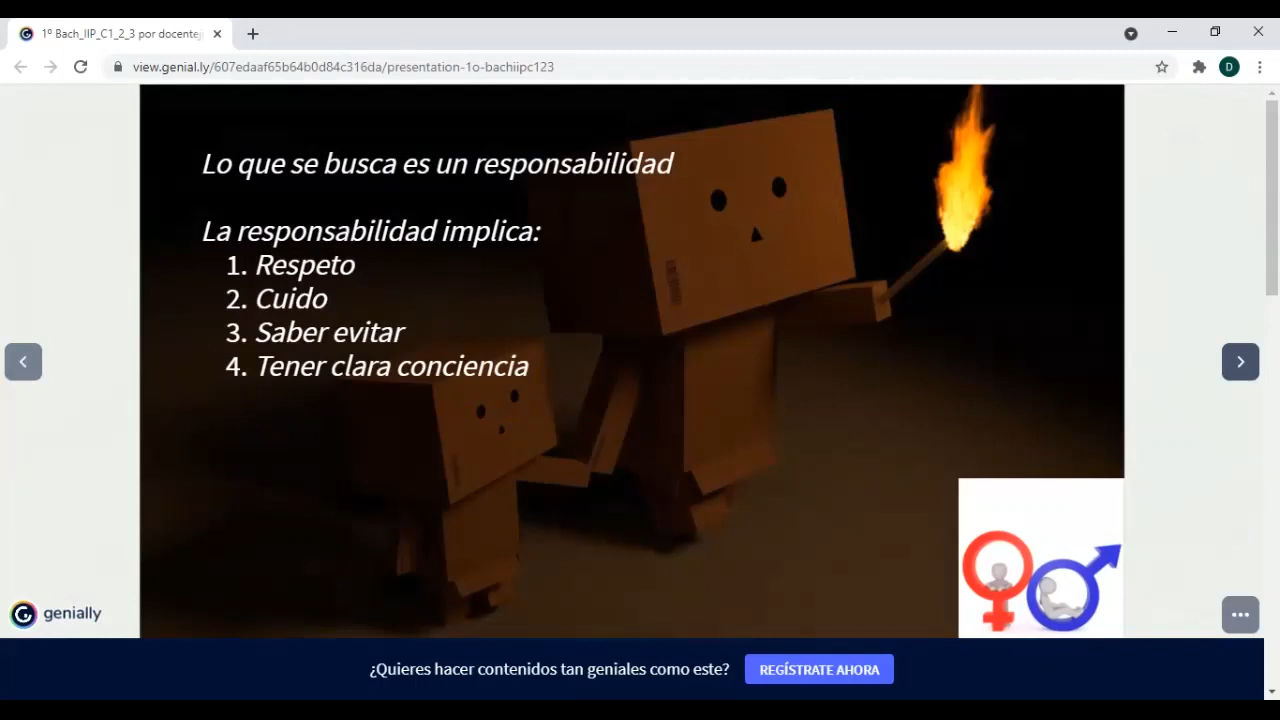 1º Bach_IIP_C1_2_3 por docentej
view.genial.ly/607edaaf65b64b0d84c316da/presentation-1o-bachiipc123
D
Lo que se busca es un responsabilidad
La responsabilidad implica:
1. Respeto
2. Cuido
3. Saber evitar
4. Tener clara conciencia
genially
¿Quieres hacer contenidos tan geniales como este?
REGÍSTRATE AHORA